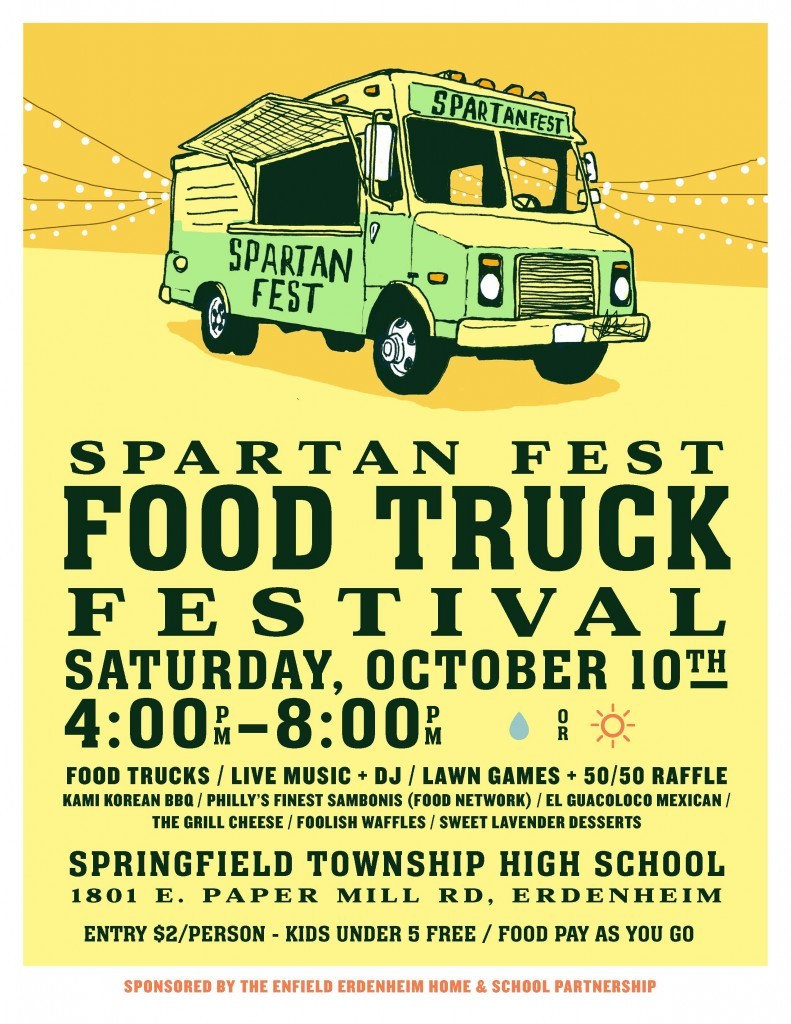 SPARTANFEST
SPARTAN
FEST
SPARTAN FEST
FOOD TRUCK
FESTIVAL
SATURDAY, OCTOBER 10TH
4:00PM–8:00PM OR
FOOD TRUCKS / LIVE MUSIC + DJ / LAWN GAMES + 50/50 RAFFLE
KAMI KOREAN BBQ / PHILLY'S FINEST SAMBONIS (FOOD NETWORK) / EL GUACOLOCO MEXICAN /
THE GRILL CHEESE / FOOLISH WAFFLES / SWEET LAVENDER DESSERTS
SPRINGFIELD TOWNSHIP HIGH SCHOOL
1801 E. PAPER MILL RD, ERDENHEIM
ENTRY $2/PERSON - KIDS UNDER 5 FREE / FOOD PAY AS YOU GO
SPONSORED BY THE ENFIELD ERDENHEIM HOME & SCHOOL PARTNERSHIP